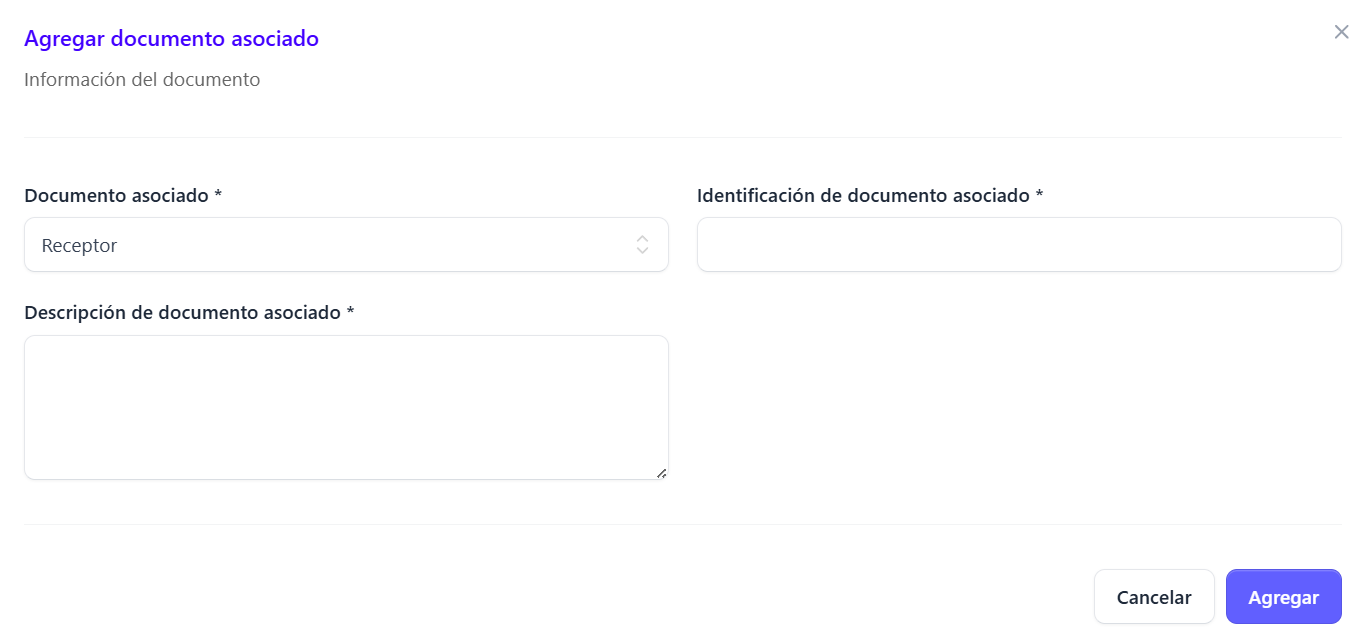 Agregar documento asociado
Información del documento
Documento asociado *
Identificación de documento asociado *
Receptor
Descripción de documento asociado *
Cancelar
Agregar